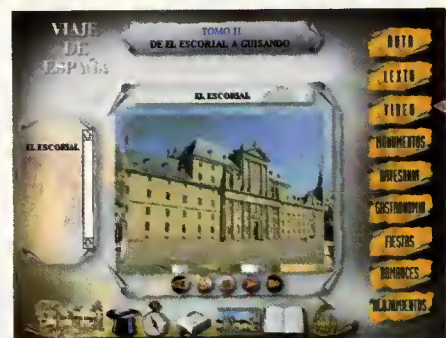 VIAJE
DE
ESPAÑA
TOMO II
DE EL ESCORIAL A GUISANDO
EL ESCORIAL
EL ESCORIAL
RUTA
TEXTO
VIDEO
MONUMENTOS
ARTESANIA
GASTRONOMIA
FIESTAS
ROMANCES
ALOJAMIENTOS